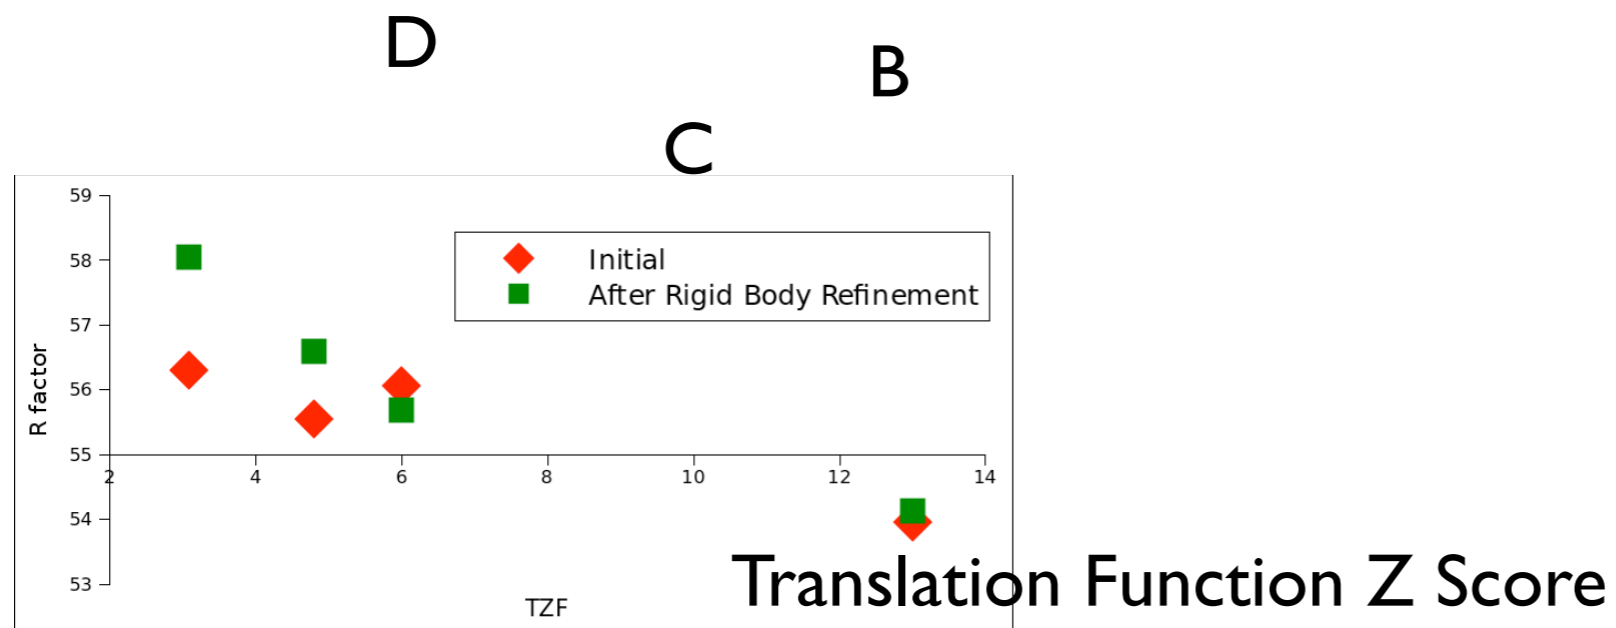 D
B
C
59
58
57
56
55
54
53
R factor
Initial
After Rigid Body Refinement
2 4 6 8 10 12 14
TZF
Translation Function Z Score